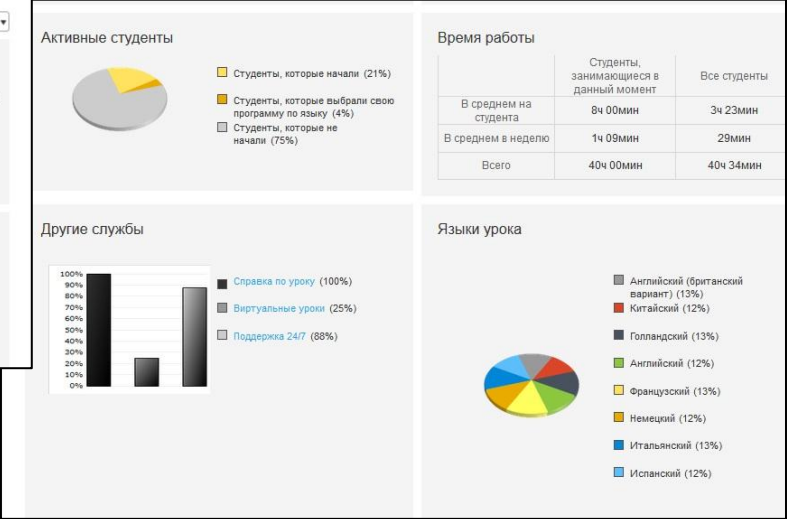 Активные студенты
Студенты, которые начали (21%)
Студенты, которые выбрали свою
программу по языку (4%)
Студенты, которые не
начали (75%)
Время работы
Студенты,
занимающиеся в
данный момент
Все студенты
В среднем на
студента
8ч 00мин
3ч 23мин
В среднем в неделю
1ч 09мин
29мин
Всего
40ч 00мин
40ч 34мин
Другие службы
100%
90%
80%
70%
60%
50%
40%
30%
20%
10%
0%
Справка по уроку (100%)
Виртуальные уроки (25%)
Поддержка 24/7 (88%)
Языки урока
Английский (британский
вариант) (13%)
Китайский (12%)
Голландский (13%)
Английский (12%)
Французский (13%)
Немецкий (12%)
Итальянский (13%)
Испанский (12%)